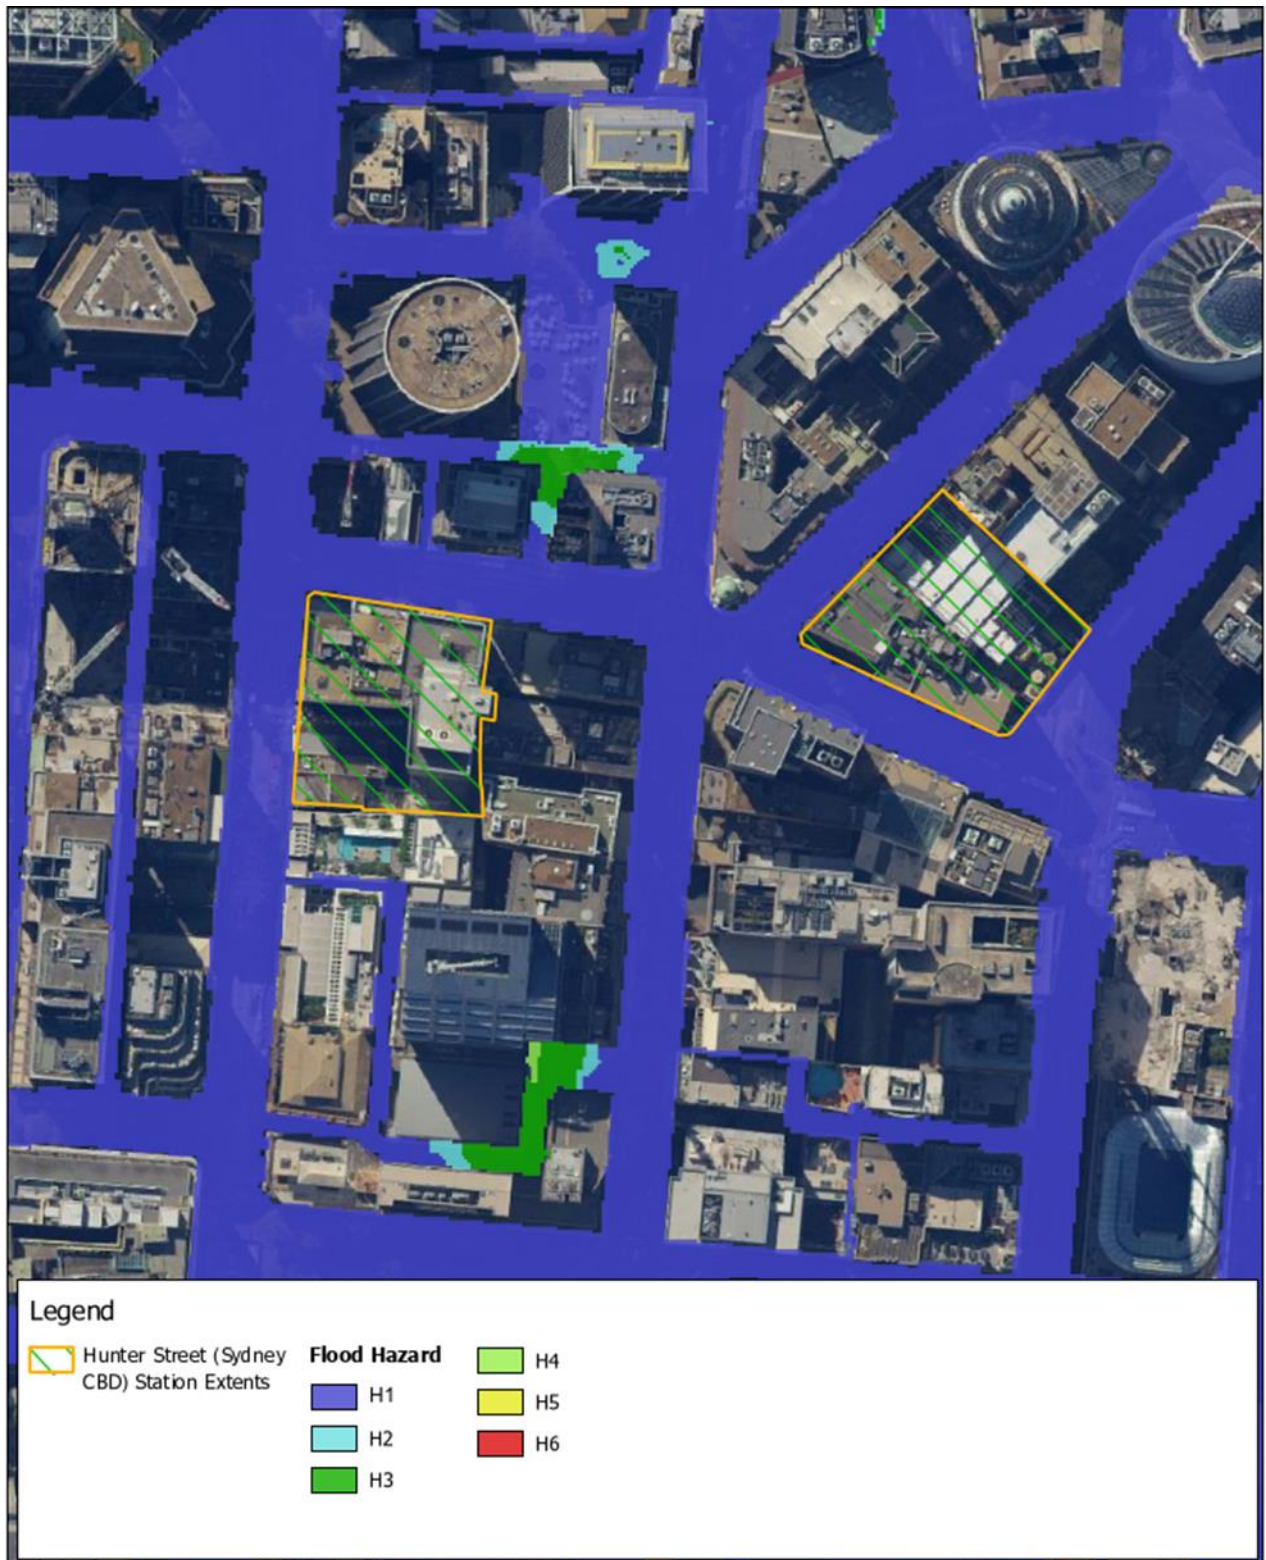 Legend
Hunter Street (Sydney
CBD) Station Extents
Flood Hazard
H1
H2
H3
H4
H5
H6